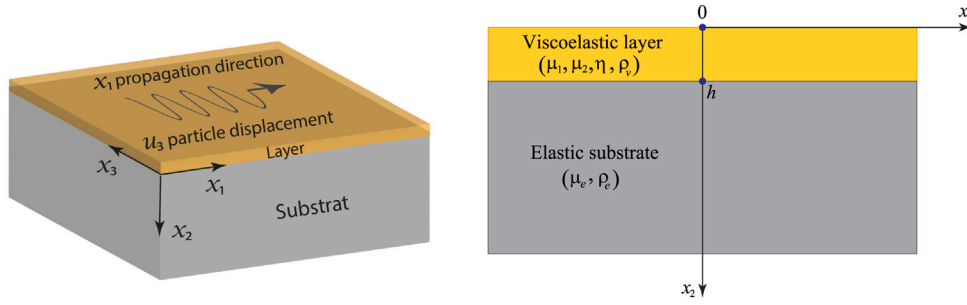 x₁ propagation direction
u₃ particle displacement
Layer
x₃
x₁
Substrat
x₂
0
x
Viscoelastic layer
(μ₁, μ₂, η, ρᵥ)
h
Elastic substrate
(μₑ, ρₑ)
x₂